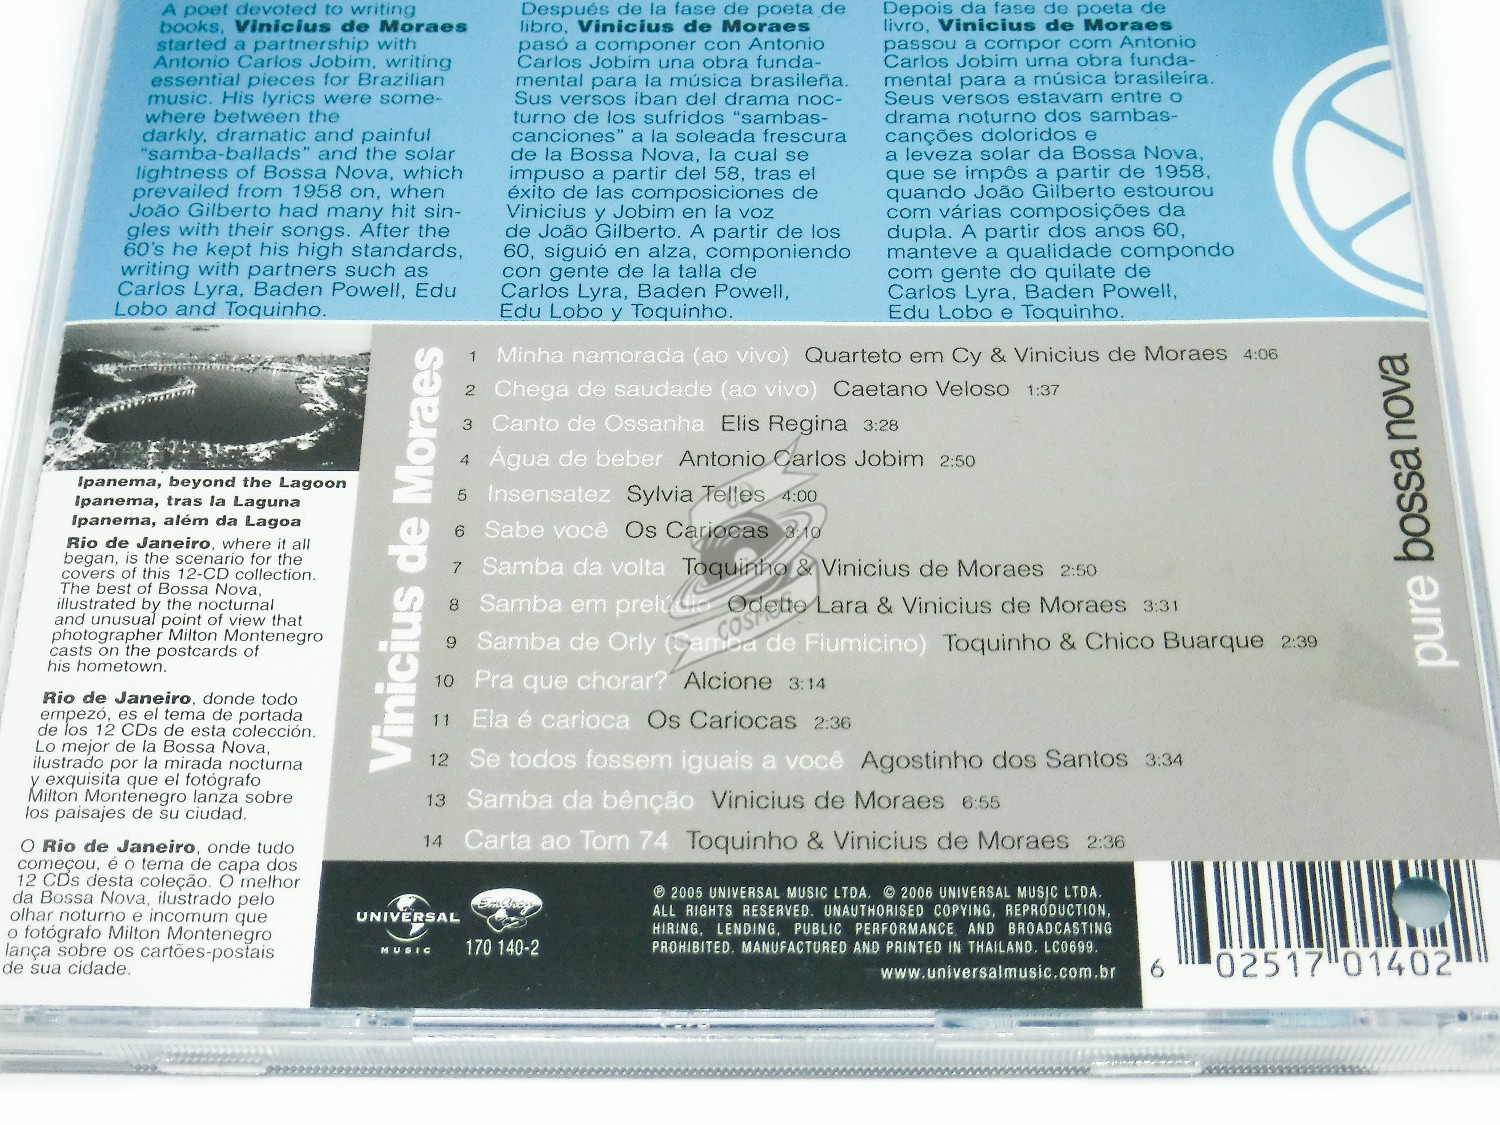 A poet devoted to writing
books, Vinicius de Moraes
started a partnership with
Antonio Carlos Jobim, writing
essential pieces for Brazilian
music. His lyrics were some-
where between the
darkly, dramatic and painful
"samba-ballads" and the solar
lightness of Bossa Nova, which
prevailed from 1958 on, when
João Gilberto had many hit sin-
gles with their songs. After the
60's he kept his high standards,
writing with partners such as
Carlos Lyra, Baden Powell, Edu
Lobo and Toquinho.
Después de la fase de poeta de
libro, Vinicius de Moraes
pasó a componer con Antonio
Carlos Jobim una obra funda-
mental para la música brasileña.
Sus versos iban del drama noc-
turno de los sufridos "sambas-
canciones" a la soleada frescura
de la Bossa Nova, la cual se
impuso a partir del 58, tras el
éxito de las composiciones de
Vinicius y Jobim en la voz
de João Gilberto. A partir de los
60, siguió en alza, componiendo
con gente de la talla de
Carlos Lyra, Baden Powell,
Edu Lobo y Toquinho.
Depois da fase de poeta de
livro, Vinicius de Moraes
passou a compor com Antonio
Carlos Jobim uma obra funda-
mental para a música brasileira.
Seus versos estavam entre o
drama noturno dos sambas-
canções doloridos e
a leveza solar da Bossa Nova,
que se impôs a partir de 1958,
quando João Gilberto estourou
com várias composições da
dupla. A partir dos anos 60,
manteve a qualidade compondo
com gente do quilate de
Carlos Lyra, Baden Powell,
Edu Lobo e Toquinho.
Ipanema, beyond the Lagoon
Ipanema, tras la Laguna
Ipanema, além da Lagoa
Rio de Janeiro, where it all
began, is the scenario for the
covers of this 12-CD collection.
The best of Bossa Nova,
illustrated by the nocturnal
and unusual point of view that
photographer Milton Montenegro
casts on the postcards of
his hometown.
Rio de Janeiro, donde todo
empezó, es el tema de portada
de los 12 CDs de esta colección.
Lo mejor de la Bossa Nova,
ilustrado por la mirada nocturna
y exquisita que el fotógrafo
Milton Montenegro lanza sobre
los paisajes de su ciudad.
O Rio de Janeiro, onde tudo
começou, é o tema de capa dos
12 CDs desta coleção. O melhor
da Bossa Nova, ilustrado pelo
olhar noturno e incomum que
o fotógrafo Milton Montenegro
lança sobre os cartões-postais
de sua cidade.
Vinicius de Moraes
1 Minha namorada (ao vivo) Quarteto em Cy & Vinicius de Moraes 4:06
2 Chega de saudade (ao vivo) Caetano Veloso 1:37
3 Canto de Ossanha Elis Regina 3:28
4 Água de beber Antonio Carlos Jobim 2:50
5 Insensatez Sylvia Telles 4:00
6 Sabe você Os Cariocas 3:10
7 Samba da volta Toquinho & Vinicius de Moraes 2:50
8 Samba em prelúdio Odette Lara & Vinicius de Moraes 3:31
9 Samba de Orly (Samba de Fiumicino) Toquinho & Chico Buarque 2:39
10 Pra que chorar? Alcione 3:14
11 Ela é carioca Os Cariocas 2:36
12 Se todos fossem iguais a você Agostinho dos Santos 3:34
13 Samba da bênção Vinicius de Moraes 6:55
14 Carta ao Tom 74 Toquinho & Vinicius de Moraes 2:36
pure bossa nova
COSMOS
UNIVERSAL
MUSIC
EmArcy
170 140-2
℗ 2005 UNIVERSAL MUSIC LTDA. © 2006 UNIVERSAL MUSIC LTDA.
ALL RIGHTS RESERVED. UNAUTHORISED COPYING, REPRODUCTION,
HIRING, LENDING, PUBLIC PERFORMANCE AND BROADCASTING
PROHIBITED. MANUFACTURED AND PRINTED IN THAILAND. LC0699.
www.universalmusic.com.br
6 02517 01402